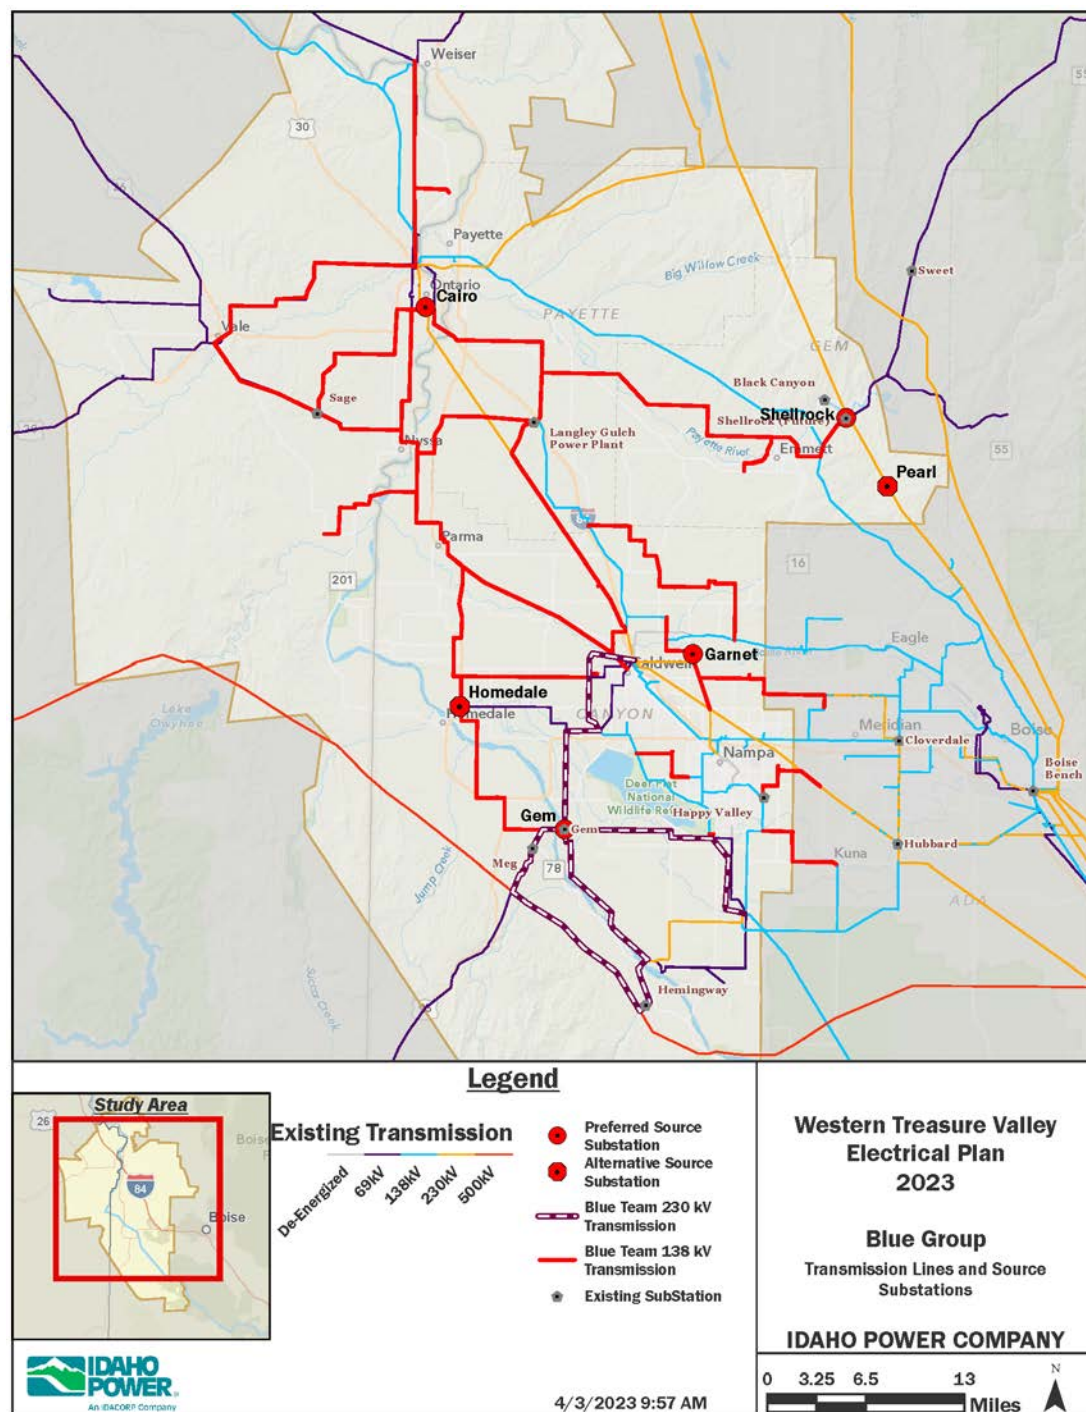 Weiser
30
Payette
Big Willow Creek
Sweet
Ontario
Cairo
PAYETTE
GEM
Vale
Black Canyon
Sage
Shellrock
Shellrock (Future)
Langley Gulch
Power Plant
Payette River
Emmett
Nyssa
55
Pearl
Parma
16
201
Eagle
Garnet
Caldwell
Homedale
Homedale
CANYON
Lake
Owyhee
Meridian
Cloverdale
Boise
Nampa
Boise
Bench
Deer Flat
National
Wildlife Ref
Happy Valley
Gem
Gem
Hubbard
Meg
78
Kuna
Jump Creek
ADA
Succor Creek
Hemingway
Legend
Study Area
26
84
Boise
Existing Transmission
De-Energized
69kV
138kV
230kV
500kV
Preferred Source
Substation
Alternative Source
Substation
Blue Team 230 kV
Transmission
Blue Team 138 kV
Transmission
Existing SubStation
Western Treasure Valley
Electrical Plan
2023
Blue Group
Transmission Lines and Source
Substations
IDAHO POWER COMPANY
IDAHO
POWER®
An IDACORP Company
4/3/2023 9:57 AM
0 3.25 6.5 13
Miles
N